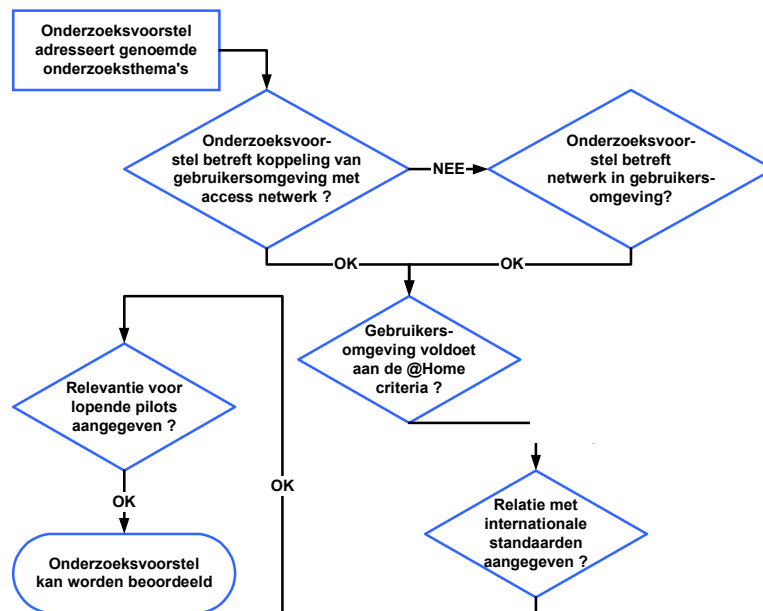 Onderzoeksvoorstel
adresseert genoemde
onderzoeksthema's
Onderzoeksvoor-
stel betreft koppeling van
gebruikersomgeving met
access netwerk ?
NEE
Onderzoeksvoor-
stel betreft
netwerk in gebruikers-
omgeving?
OK
OK
Gebruikers-
omgeving voldoet
aan de @Home
criteria ?
Relevantie voor
lopende pilots
aangegeven ?
OK
OK
Relatie met
internationale
standaarden
aangegeven ?
Onderzoeksvoorstel
kan worden beoordeeld